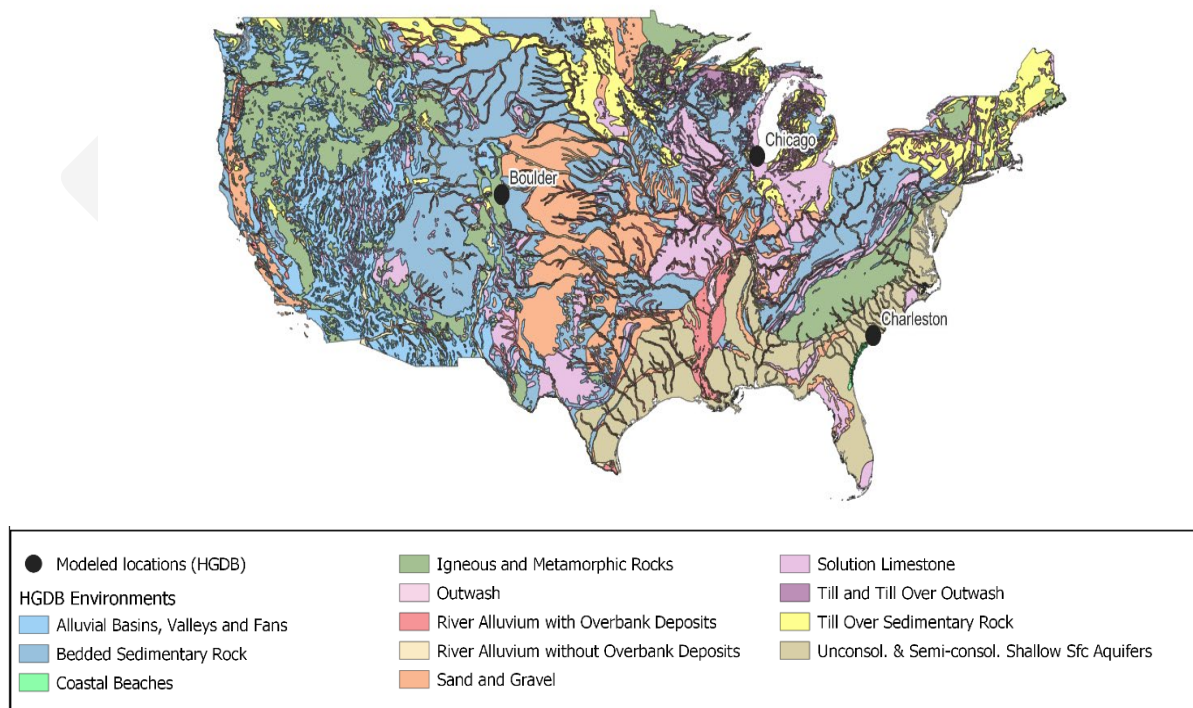 Chicago
Boulder
Charleston
Modeled locations (HGDB)
HGDB Environments
Alluvial Basins, Valleys and Fans
Bedded Sedimentary Rock
Coastal Beaches
Igneous and Metamorphic Rocks
Outwash
River Alluvium with Overbank Deposits
River Alluvium without Overbank Deposits
Sand and Gravel
Solution Limestone
Till and Till Over Outwash
Till Over Sedimentary Rock
Unconsol. & Semi-consol. Shallow Sfc Aquifers